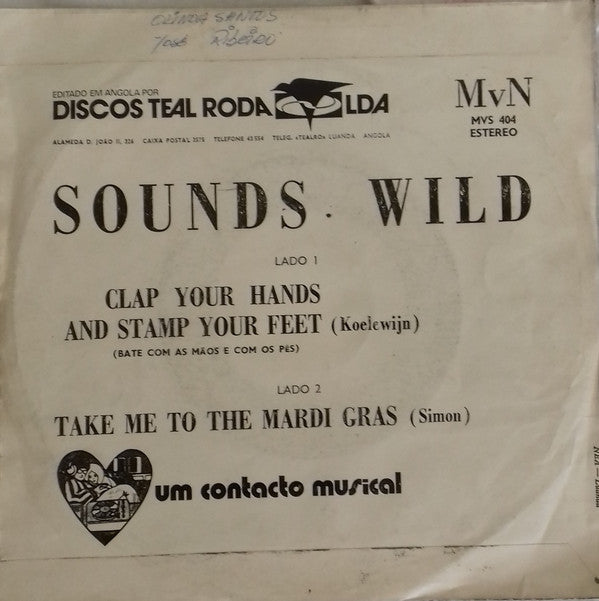 OLINDA SANTOS
José Ribeiro
EDITADO EM ANGOLA POR
DISCOS TEAL RODA LDA
MvN
MVS 404
ESTEREO
ALAMEDA D. JOÃO II, 326 CAIXA POSTAL 2575 TELEFONE 43554 TELEG. «TEALRO» LUANDA ANGOLA
SOUNDS . WILD
LADO 1
CLAP YOUR HANDS
AND STAMP YOUR FEET (Koelewijn)
(BATE COM AS MÃOS E COM OS PÉS)
LADO 2
TAKE ME TO THE MARDI GRAS (Simon)
um contacto musical